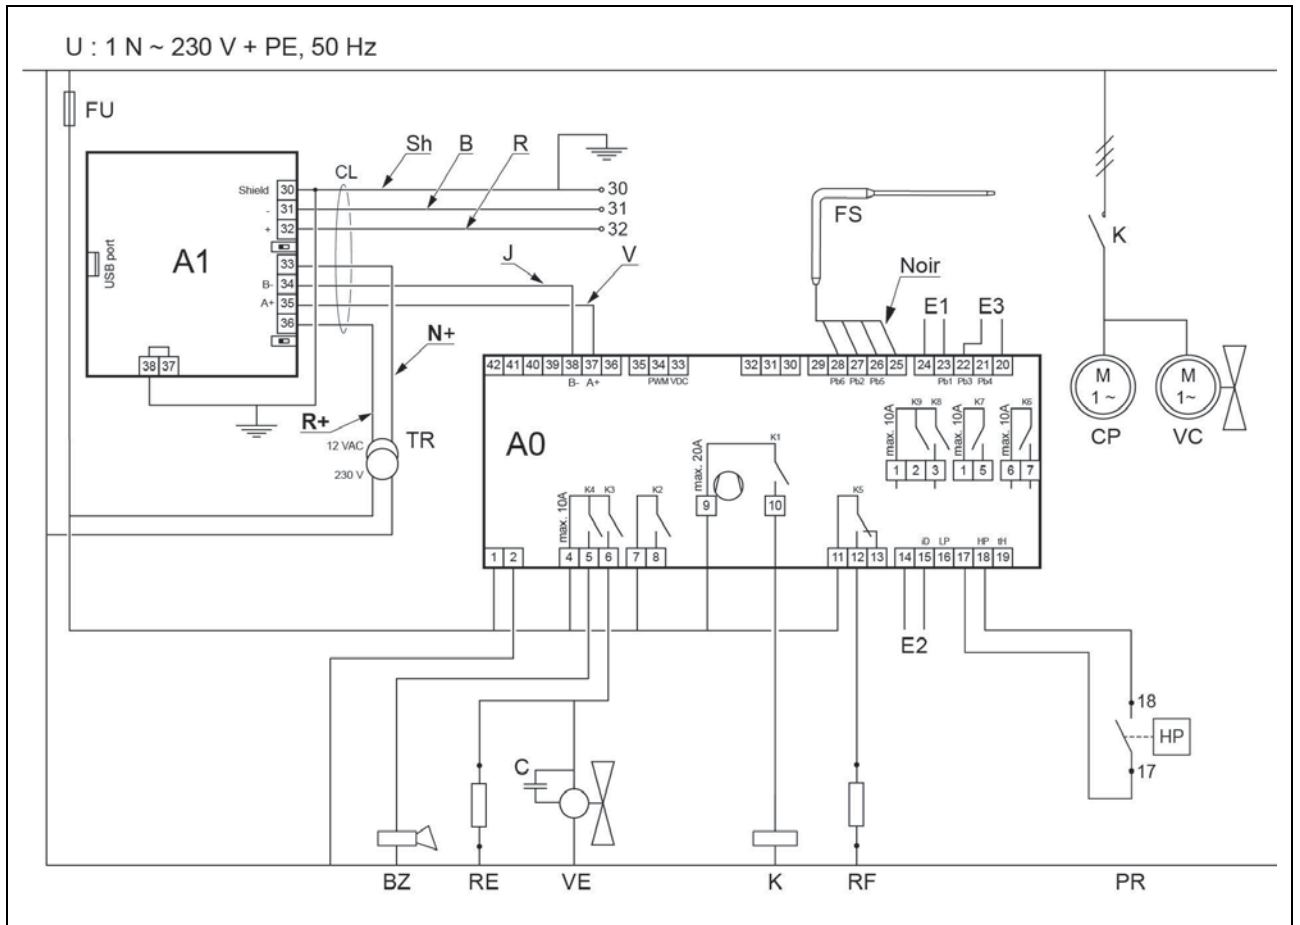 U : 1 N ~ 230 V + PE, 50 Hz
FU
Sh B R
CL
Shield 30
- 31
+ 32
33
B- 34
A+ 35
36
USB port
A1
38 37
30
31
32
J V
N+
R+
12 VAC
230 V
TR
FS
Noir
E1 E3
K
M
1 ~
M
1~
CP VC
42 41 40 39 38 37 36 35 34 33 32 31 30 29 28 27 26 25 24 23 22 21 20
B- A+ PWM VDC Pb6 Pb2 Pb5 Pb1 Pb3 Pb4
A0
max. 10A K9 K8 max. 10A K7 max. 10A K6
1 2 3 1 5 6 7
max. 20A K1
9 10
max. 10A K4 K3 K2 K5
iD LP HP tH
1 2 4 5 6 7 8 11 12 13 14 15 16 17 18 19
E2
18
HP
17
C
BZ RE VE K RF PR